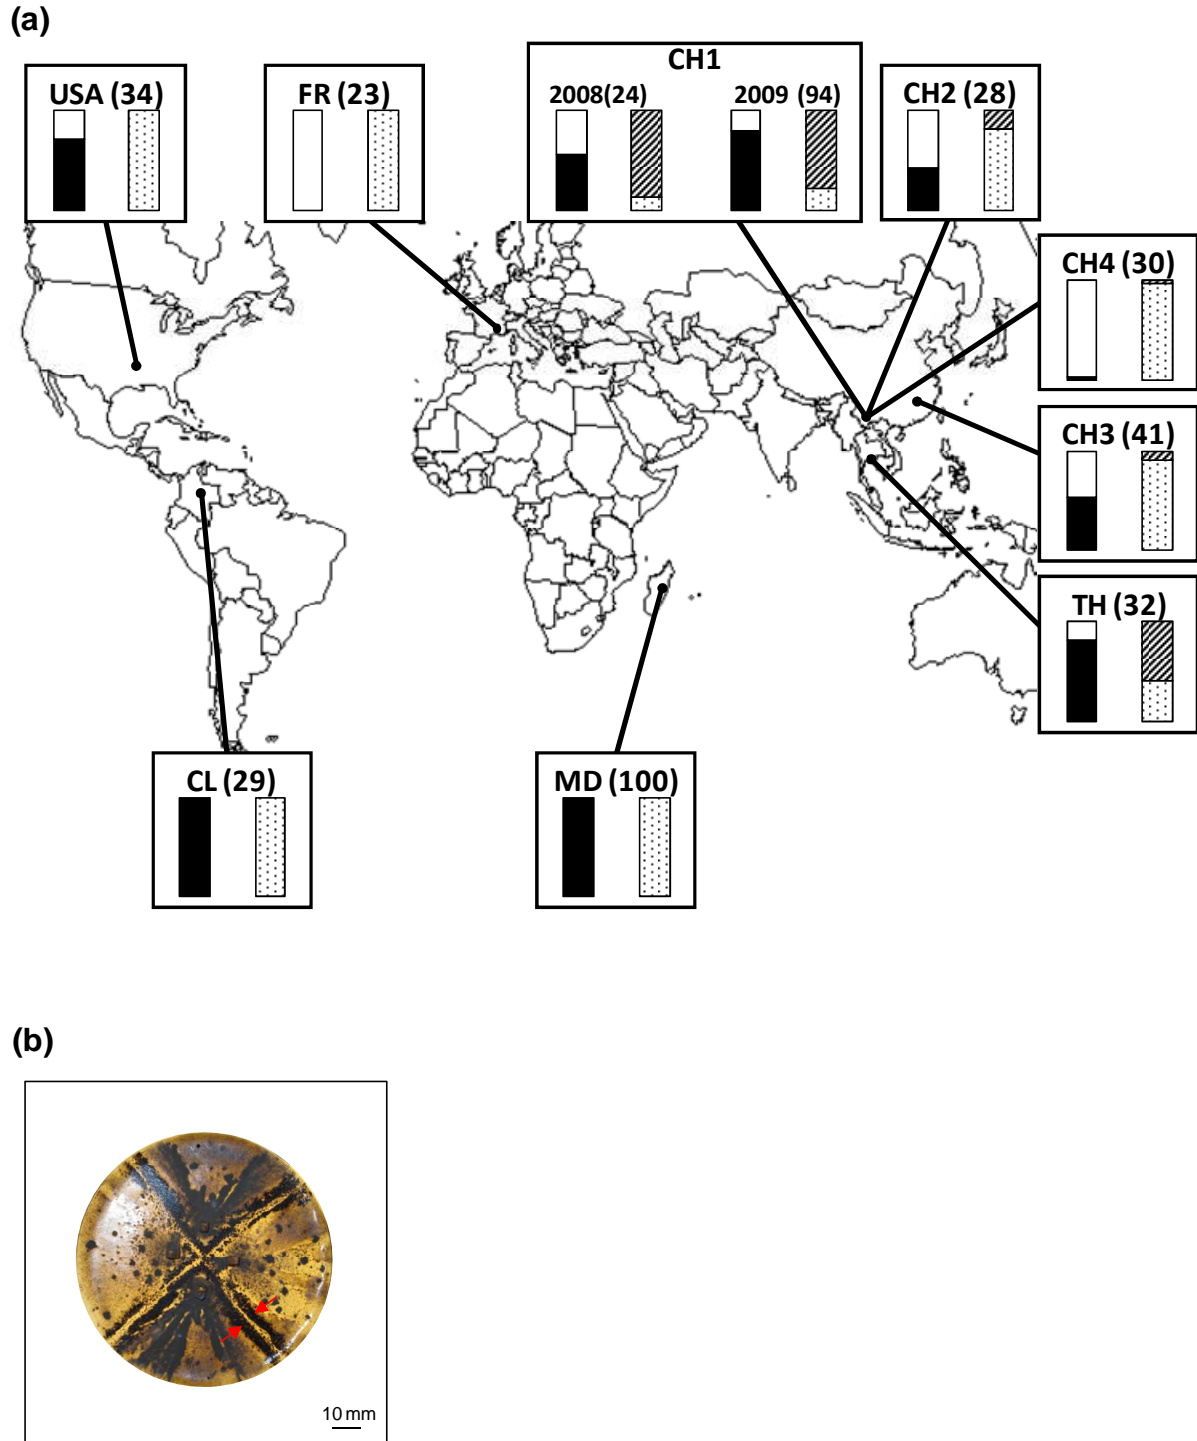 (a)
USA (34)
FR (23)
CH1
2008(24)
2009 (94)
CH2 (28)
CH4 (30)
CH3 (41)
TH (32)
CL (29)
MD (100)
(b)
10 mm